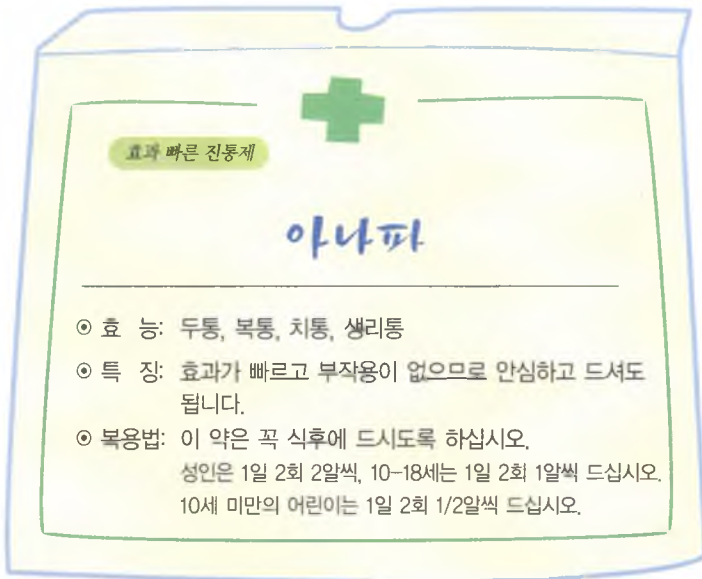 효과 빠른 진통제
아나파
⊙ 효 능: 두통, 복통, 치통, 생리통
⊙ 특 징: 효과가 빠르고 부작용이 없으므로 안심하고 드셔도
됩니다.
⊙ 복용법: 이 약은 꼭 식후에 드시도록 하십시오.
성인은 1일 2회 2알씩, 10-18세는 1일 2회 1알씩 드십시오.
10세 미만의 어린이는 1일 2회 1/2알씩 드십시오.